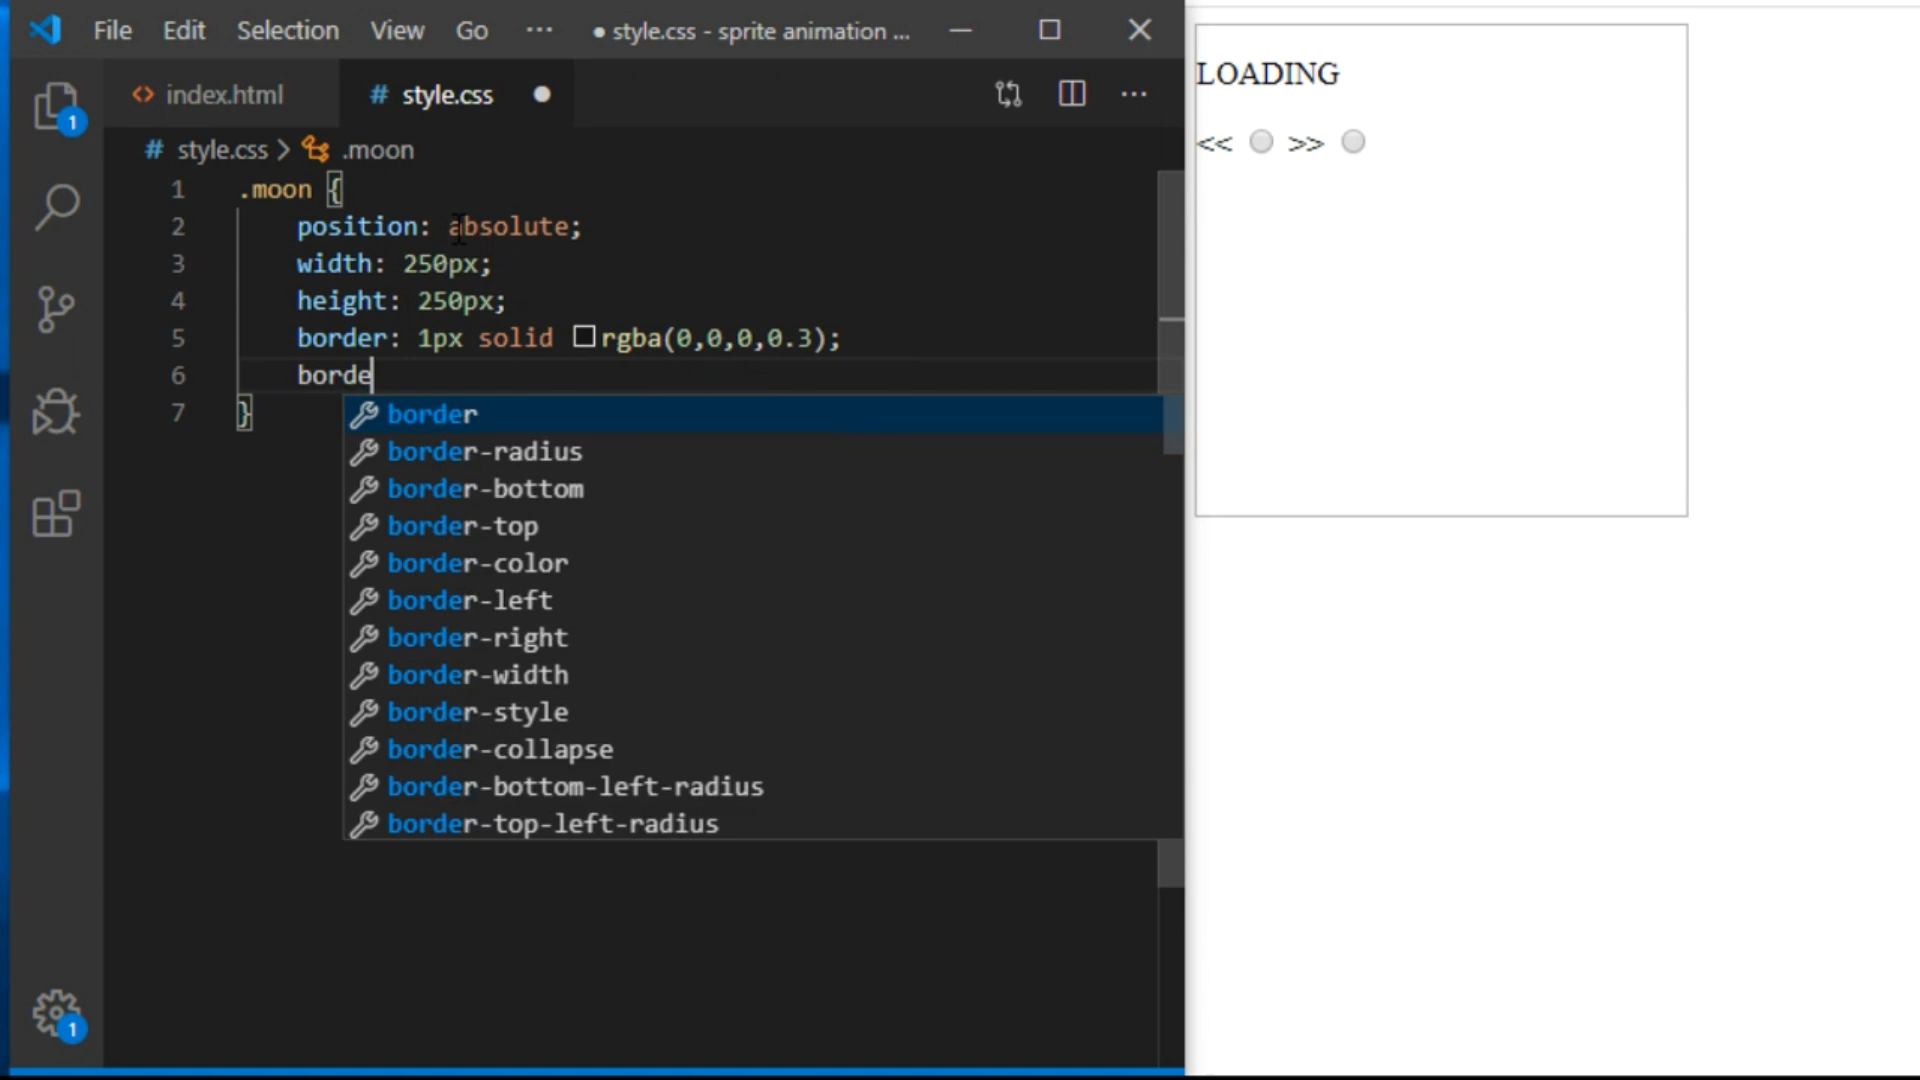 File Edit Selection View Go ··· ● style.css - sprite animation ...
index.html # style.css ●
# style.css > .moon
1 .moon {
2 position: absolute;
3 width: 250px;
4 height: 250px;
5 border: 1px solid rgba(0,0,0,0.3);
6 borde
7 }
border
border-radius
border-bottom
border-top
border-color
border-left
border-right
border-width
border-style
border-collapse
border-bottom-left-radius
border-top-left-radius
1
1
LOADING
<< >>